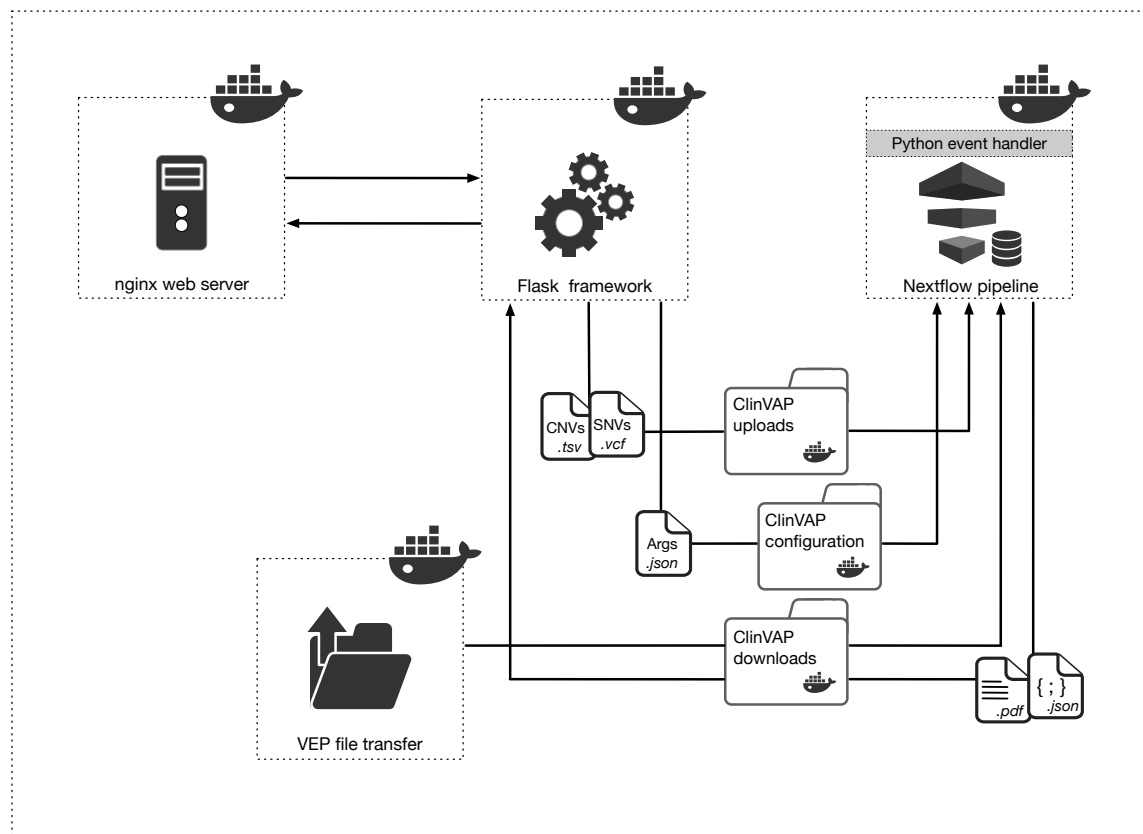 Python event handler
nginx web server
Flask framework
Nextflow pipeline
CNVs
.tsv
SNVs
.vcf
ClinVAP
uploads
Args
.json
ClinVAP
configuration
ClinVAP
downloads
.pdf
{ ; }
.json
VEP file transfer